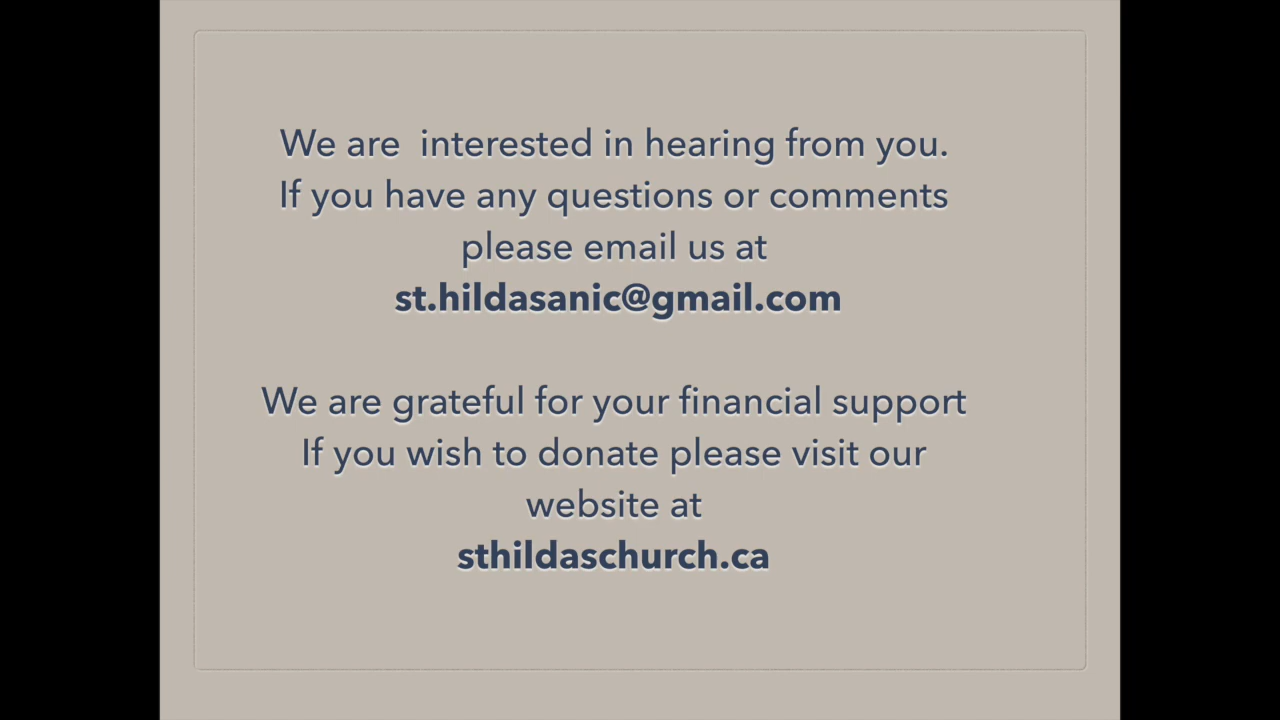 We are  interested in hearing from you.
If you have any questions or comments
please email us at
st.hildasanic@gmail.com
We are grateful for your financial support
If you wish to donate please visit our
website at
sthildaschurch.ca